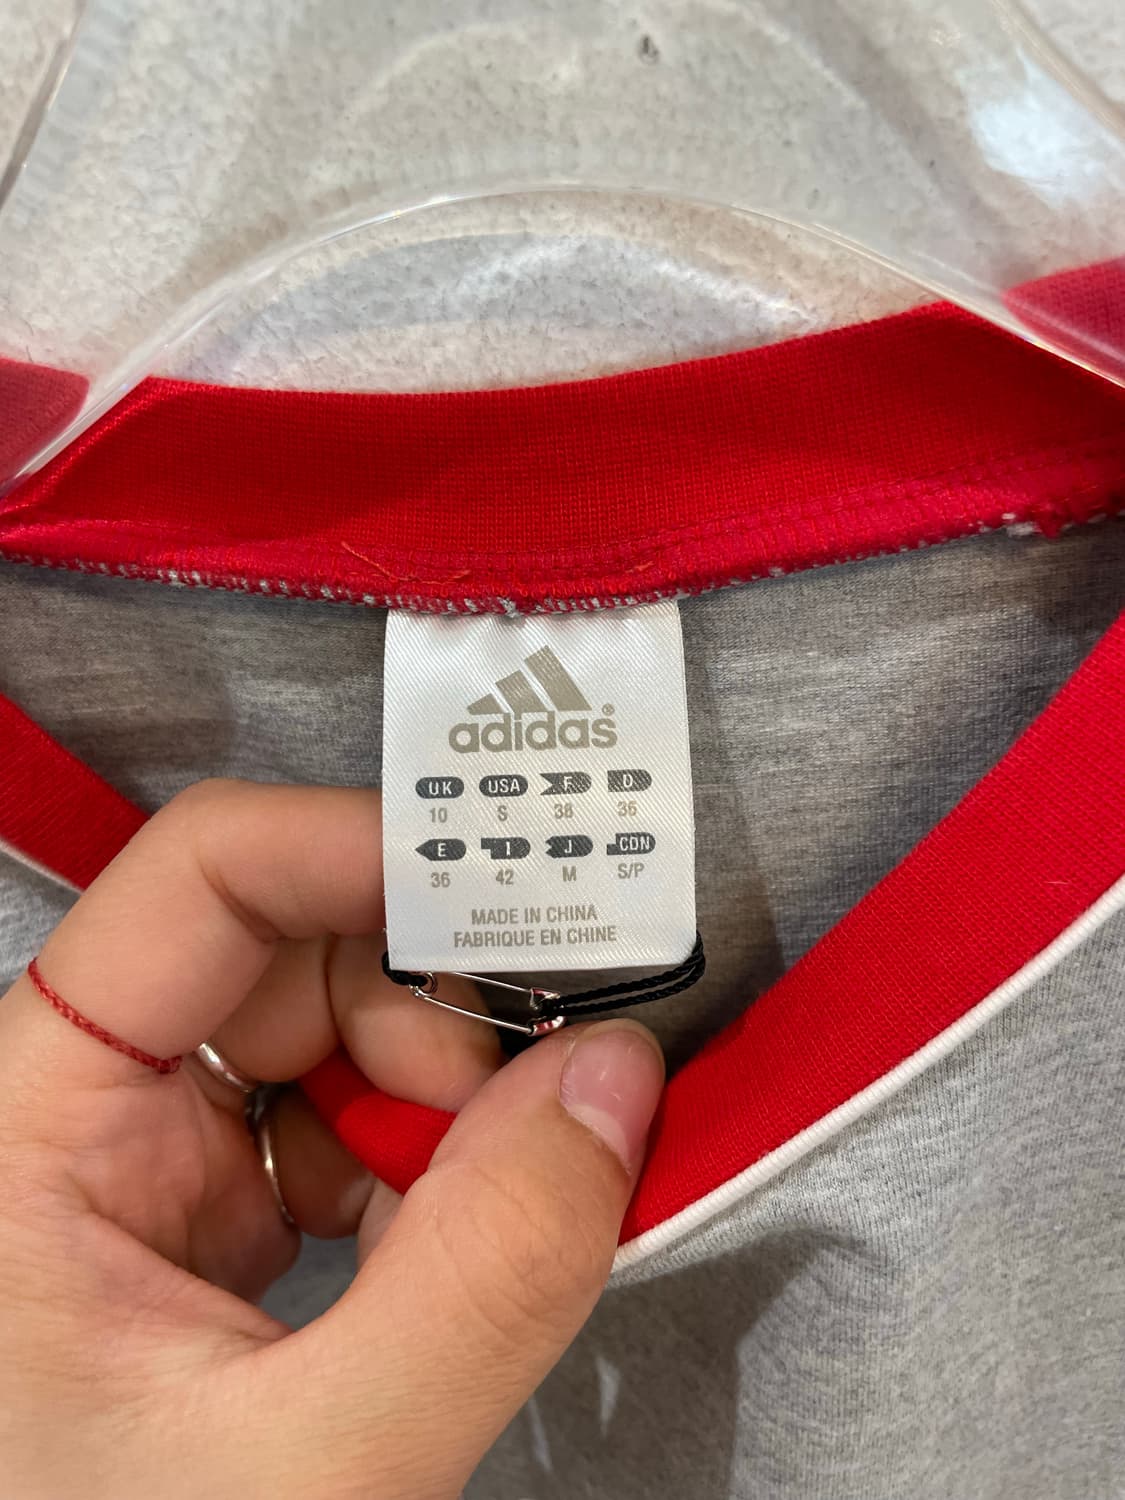 adidas®
UK USA F D
10 S 38 36
E I J CDN
36 42 M S/P
MADE IN CHINA
FABRIQUE EN CHINE